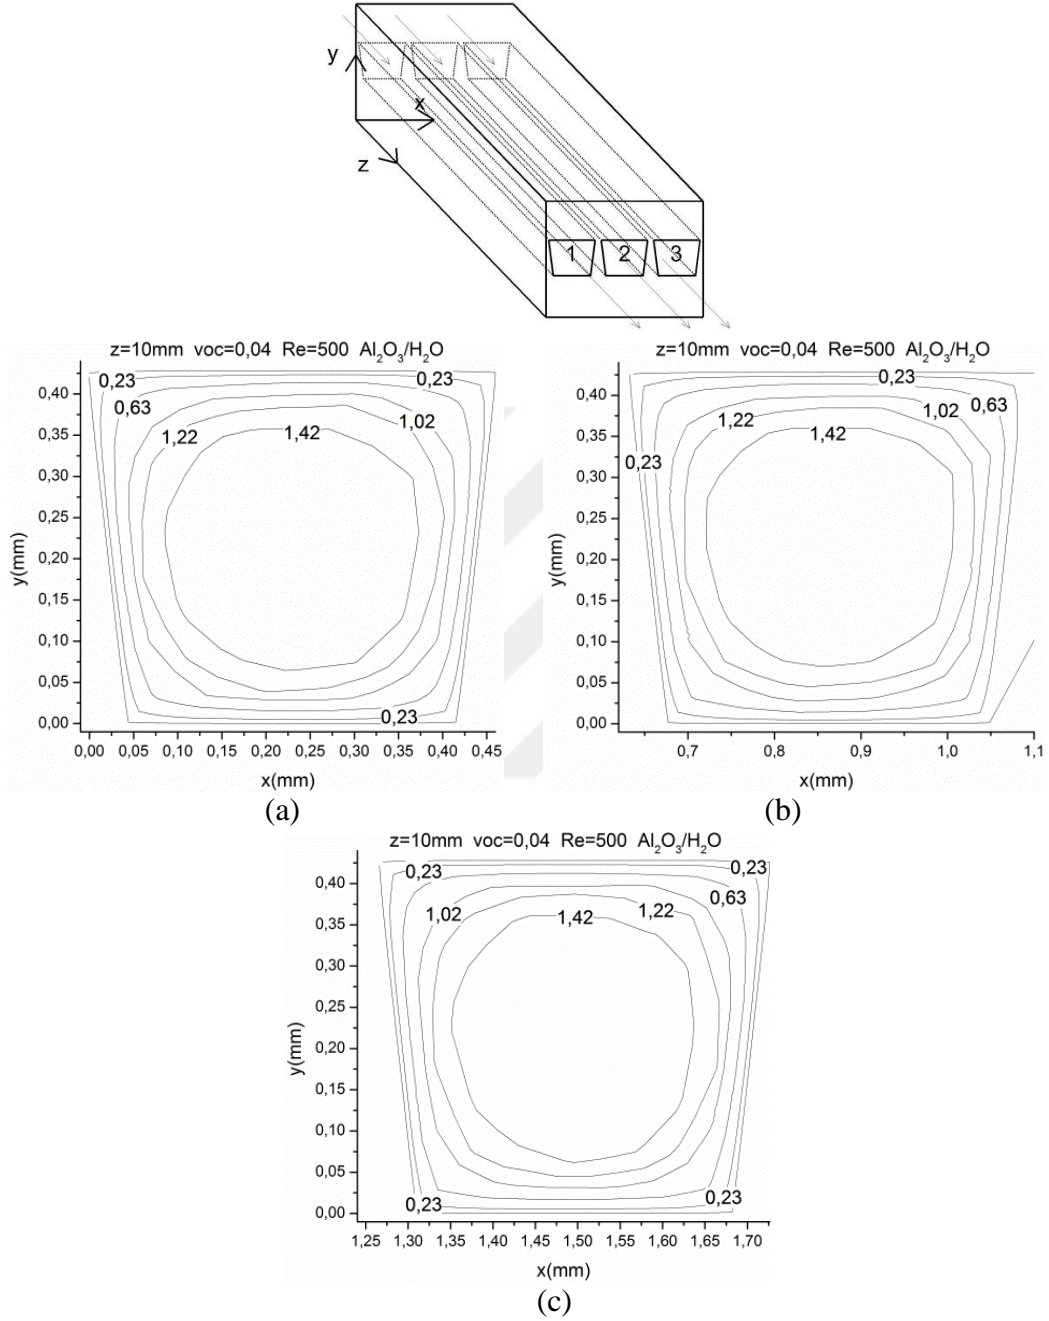 y
x
z
1 2 3
z=10mm voc=0,04 Re=500 Al₂O₃/H₂O
0,23 0,23
0,63
1,02
1,22
1,42
0,23
0,40
0,35
0,30
0,25
0,20
0,15
0,10
0,05
0,00
y(mm)
0,00 0,05 0,10 0,15 0,20 0,25 0,30 0,35 0,40 0,45
x(mm)
(a)
z=10mm voc=0,04 Re=500 Al₂O₃/H₂O
0,23
1,02 0,63
1,22
1,42
0,23
0,40
0,35
0,30
0,25
0,20
0,15
0,10
0,05
0,00
y(mm)
0,7 0,8 0,9 1,0 1,1
x(mm)
(b)
z=10mm voc=0,04 Re=500 Al₂O₃/H₂O
0,23 0,23
0,63
1,02 1,42 1,22
0,23 0,23
0,40
0,35
0,30
0,25
0,20
0,15
0,10
0,05
0,00
y(mm)
1,25 1,30 1,35 1,40 1,45 1,50 1,55 1,60 1,65 1,70
x(mm)
(c)